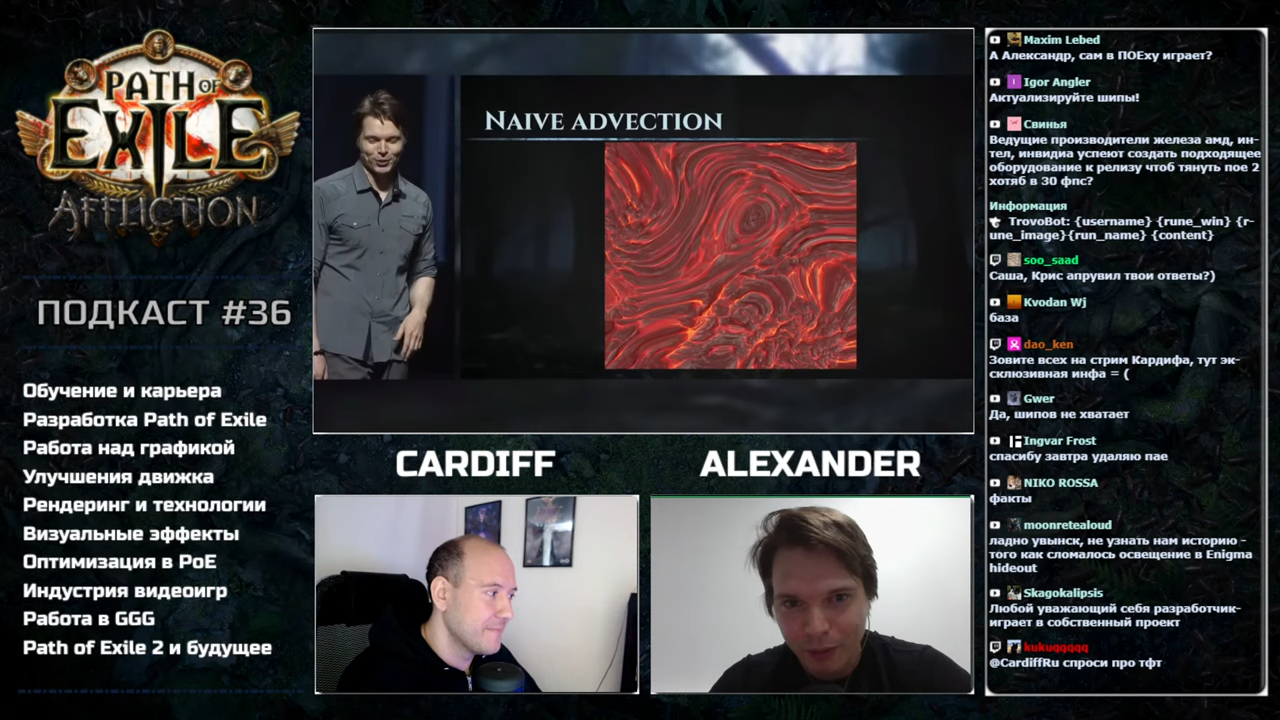 PATH OF
EXILE
AFFLICTION
ПОДКАСТ #36
Обучение и карьера
Разработка Path of Exile
Работа над графикой
Улучшения движка
Рендеринг и технологии
Визуальные эффекты
Оптимизация в PoE
Индустрия видеоигр
Работа в GGG
Path of Exile 2 и будущее
NAIVE ADVECTION
CARDIFF
ALEXANDER
Maxim Lebed
А Александр, сам в ПОЕху играет?
Igor Angler
Актуализируйте шипы!
Свинья
Ведущие производители железа амд, ин-
тел, инвидиа успеют создать подходящее
оборудование к релизу чтоб тянуть пое 2
хотяб в 30 фпс?
Информация
TrovoBot: {username} {rune_win} {r-
une_image}{run_name} {content}
soo_saad
Саша, Крис апрувил твои ответы?)
Kvodan Wj
база
dao_ken
Зовите всех на стрим Кардифа, тут эк-
склюзивная инфа = (
Gwer
Да, шипов не хватает
Ingvar Frost
спасибу завтра удаляю пае
NIKO ROSSA
факты
moonretealoud
ладно увынск, не узнать нам историю -
того как сломалось освещение в Enigma
hideout
Skagokalipsis
Любой уважающий себя разработчик-
играет в собственный проект
kukuqqqqq
@CardiffRu спроси про тфт